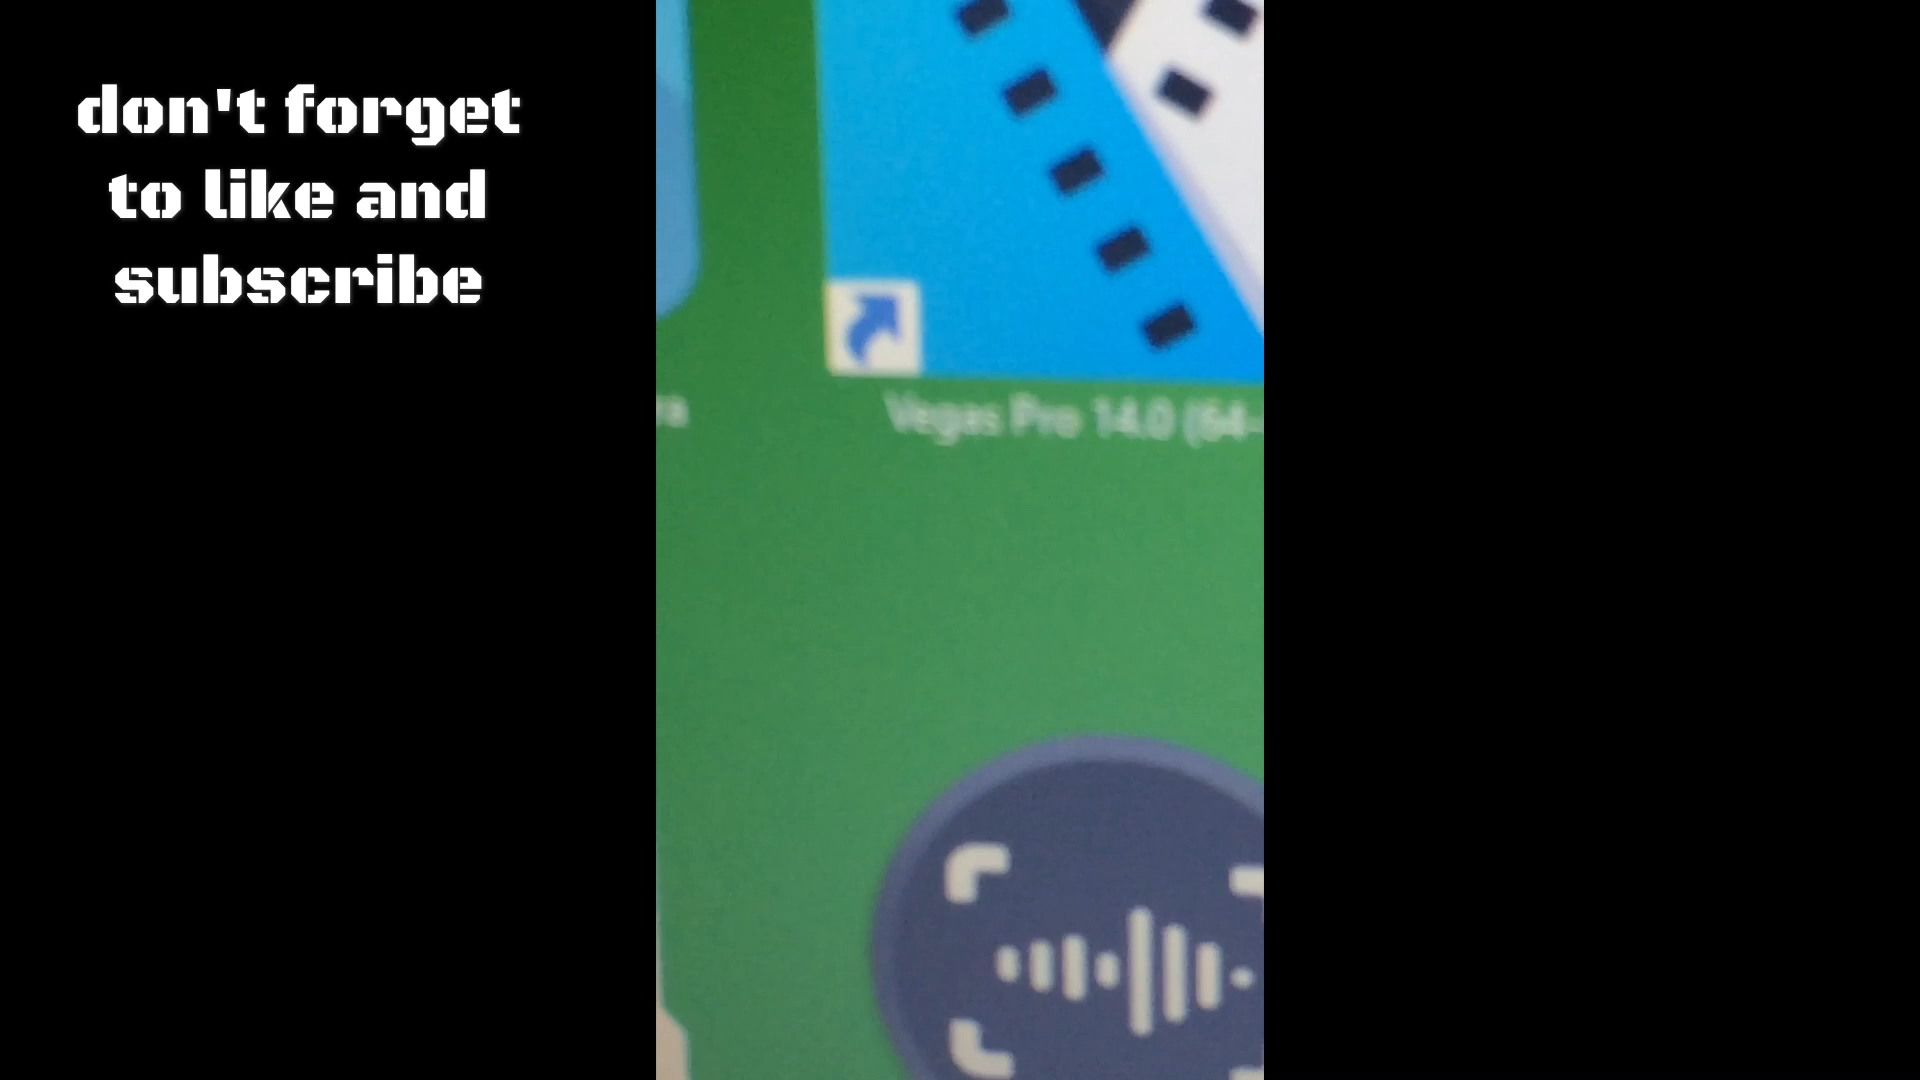 don't forget
to like and
subscribe
Vegas Pro 14.0 (64-